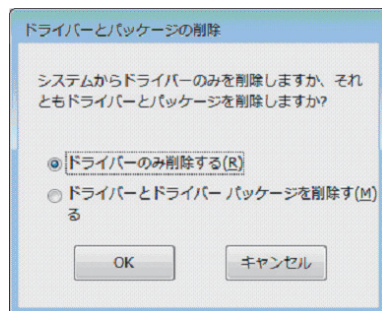 ドライバーとパッケージの削除
システムからドライバーのみを削除しますか、それ
ともドライバーとパッケージを削除しますか?
ドライバーのみ削除する(R)
ドライバーとドライバー パッケージを削除す(M)
る
OK
キャンセル